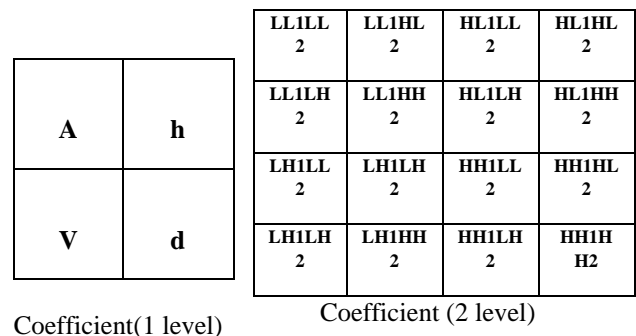 A h
V d
Coefficient(1 level)
LL1LL LL1HL HL1LL HL1HL
2 2 2 2
LL1LH LL1HH HL1LH HL1HH
2 2 2 2
LH1LL LH1LH HH1LL HH1HL
2 2 2 2
LH1LH LH1HH HH1LH HH1H
2 2 2 H2
Coefficient (2 level)